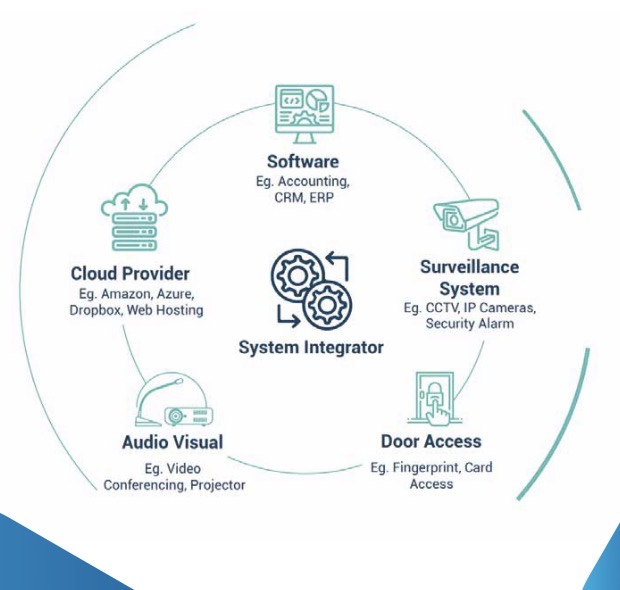 Software
Eg. Accounting,
CRM, ERP
Cloud Provider
Eg. Amazon, Azure,
Dropbox, Web Hosting
Surveillance
System
Eg. CCTV, IP Cameras,
Security Alarm
System Integrator
Audio Visual
Eg. Video
Conferencing, Projector
Door Access
Eg. Fingerprint, Card
Access